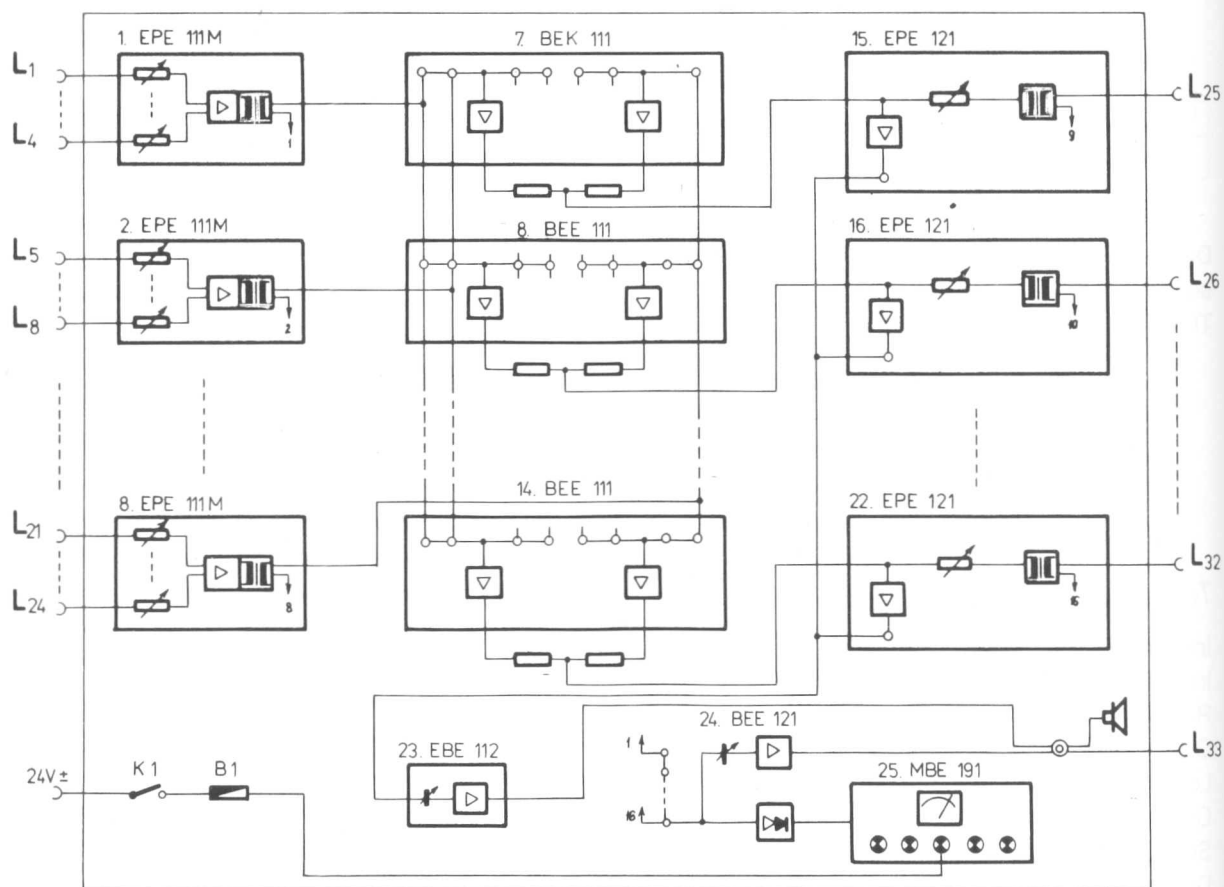 1. EPE 111M
7. BEK 111
15. EPE 121
L1
L4
1
9
L25
2. EPE 111M
8. BEE 111
16. EPE 121
L5
L8
2
10
L26
8. EPE 111M
14. BEE 111
22. EPE 121
L21
L24
8
16
L32
24. BEE 121
23. EBE 112
1
16
L33
25. MBE 191
24V ±
K1
B1